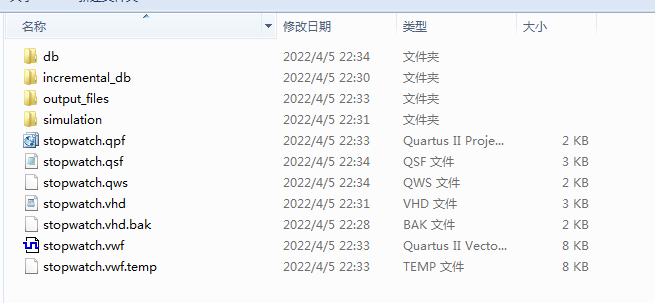 名称 修改日期 类型 大小
db 2022/4/5 22:34 文件夹
incremental_db 2022/4/5 22:30 文件夹
output_files 2022/4/5 22:33 文件夹
simulation 2022/4/5 22:31 文件夹
stopwatch.qpf 2022/4/5 22:33 Quartus II Proje... 2 KB
stopwatch.qsf 2022/4/5 22:34 QSF 文件 3 KB
stopwatch.qws 2022/4/5 22:34 QWS 文件 2 KB
stopwatch.vhd 2022/4/5 22:31 VHD 文件 3 KB
stopwatch.vhd.bak 2022/4/5 22:28 BAK 文件 2 KB
stopwatch.vwf 2022/4/5 22:33 Quartus II Vecto... 8 KB
stopwatch.vwf.temp 2022/4/5 22:33 TEMP 文件 8 KB